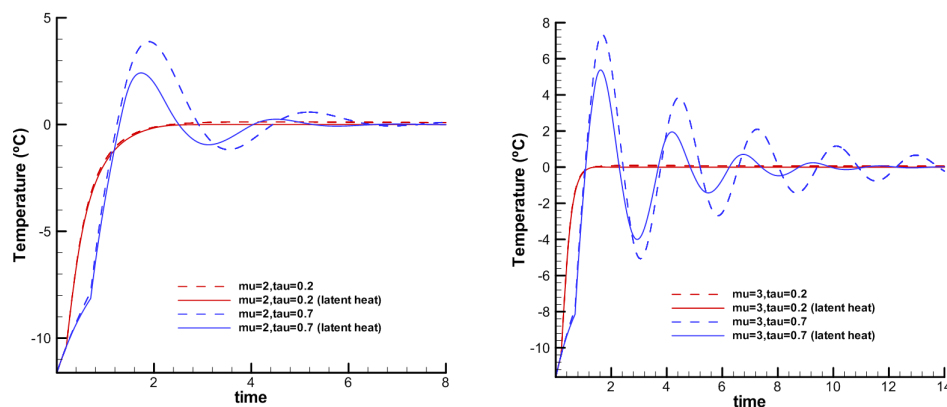 5
0
-5
-10
Temperature (ºC)
mu=2,tau=0.2
mu=2,tau=0.2 (latent heat)
mu=2,tau=0.7
mu=2,tau=0.7 (latent heat)
2 4 6 8
time
8
6
4
2
0
-2
-4
-6
-8
-10
Temperature (ºC)
mu=3,tau=0.2
mu=3,tau=0.2 (latent heat)
mu=3,tau=0.7
mu=3,tau=0.7 (latent heat)
2 4 6 8 10 12 14
time